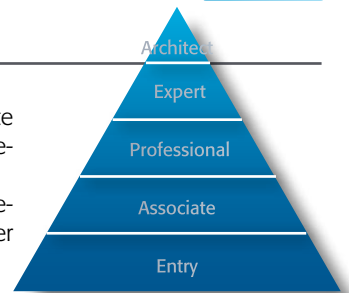 Architect
Expert
Professional
Associate
Entry